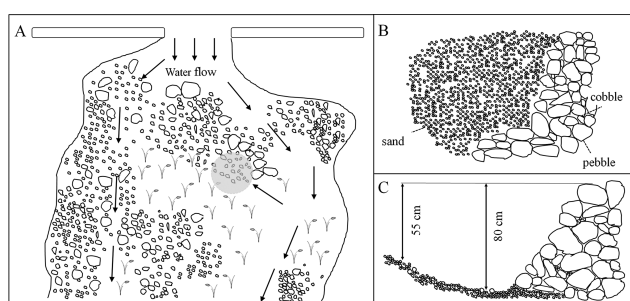 A
Water flow
B
cobble
sand
pebble
C
55 cm
80 cm